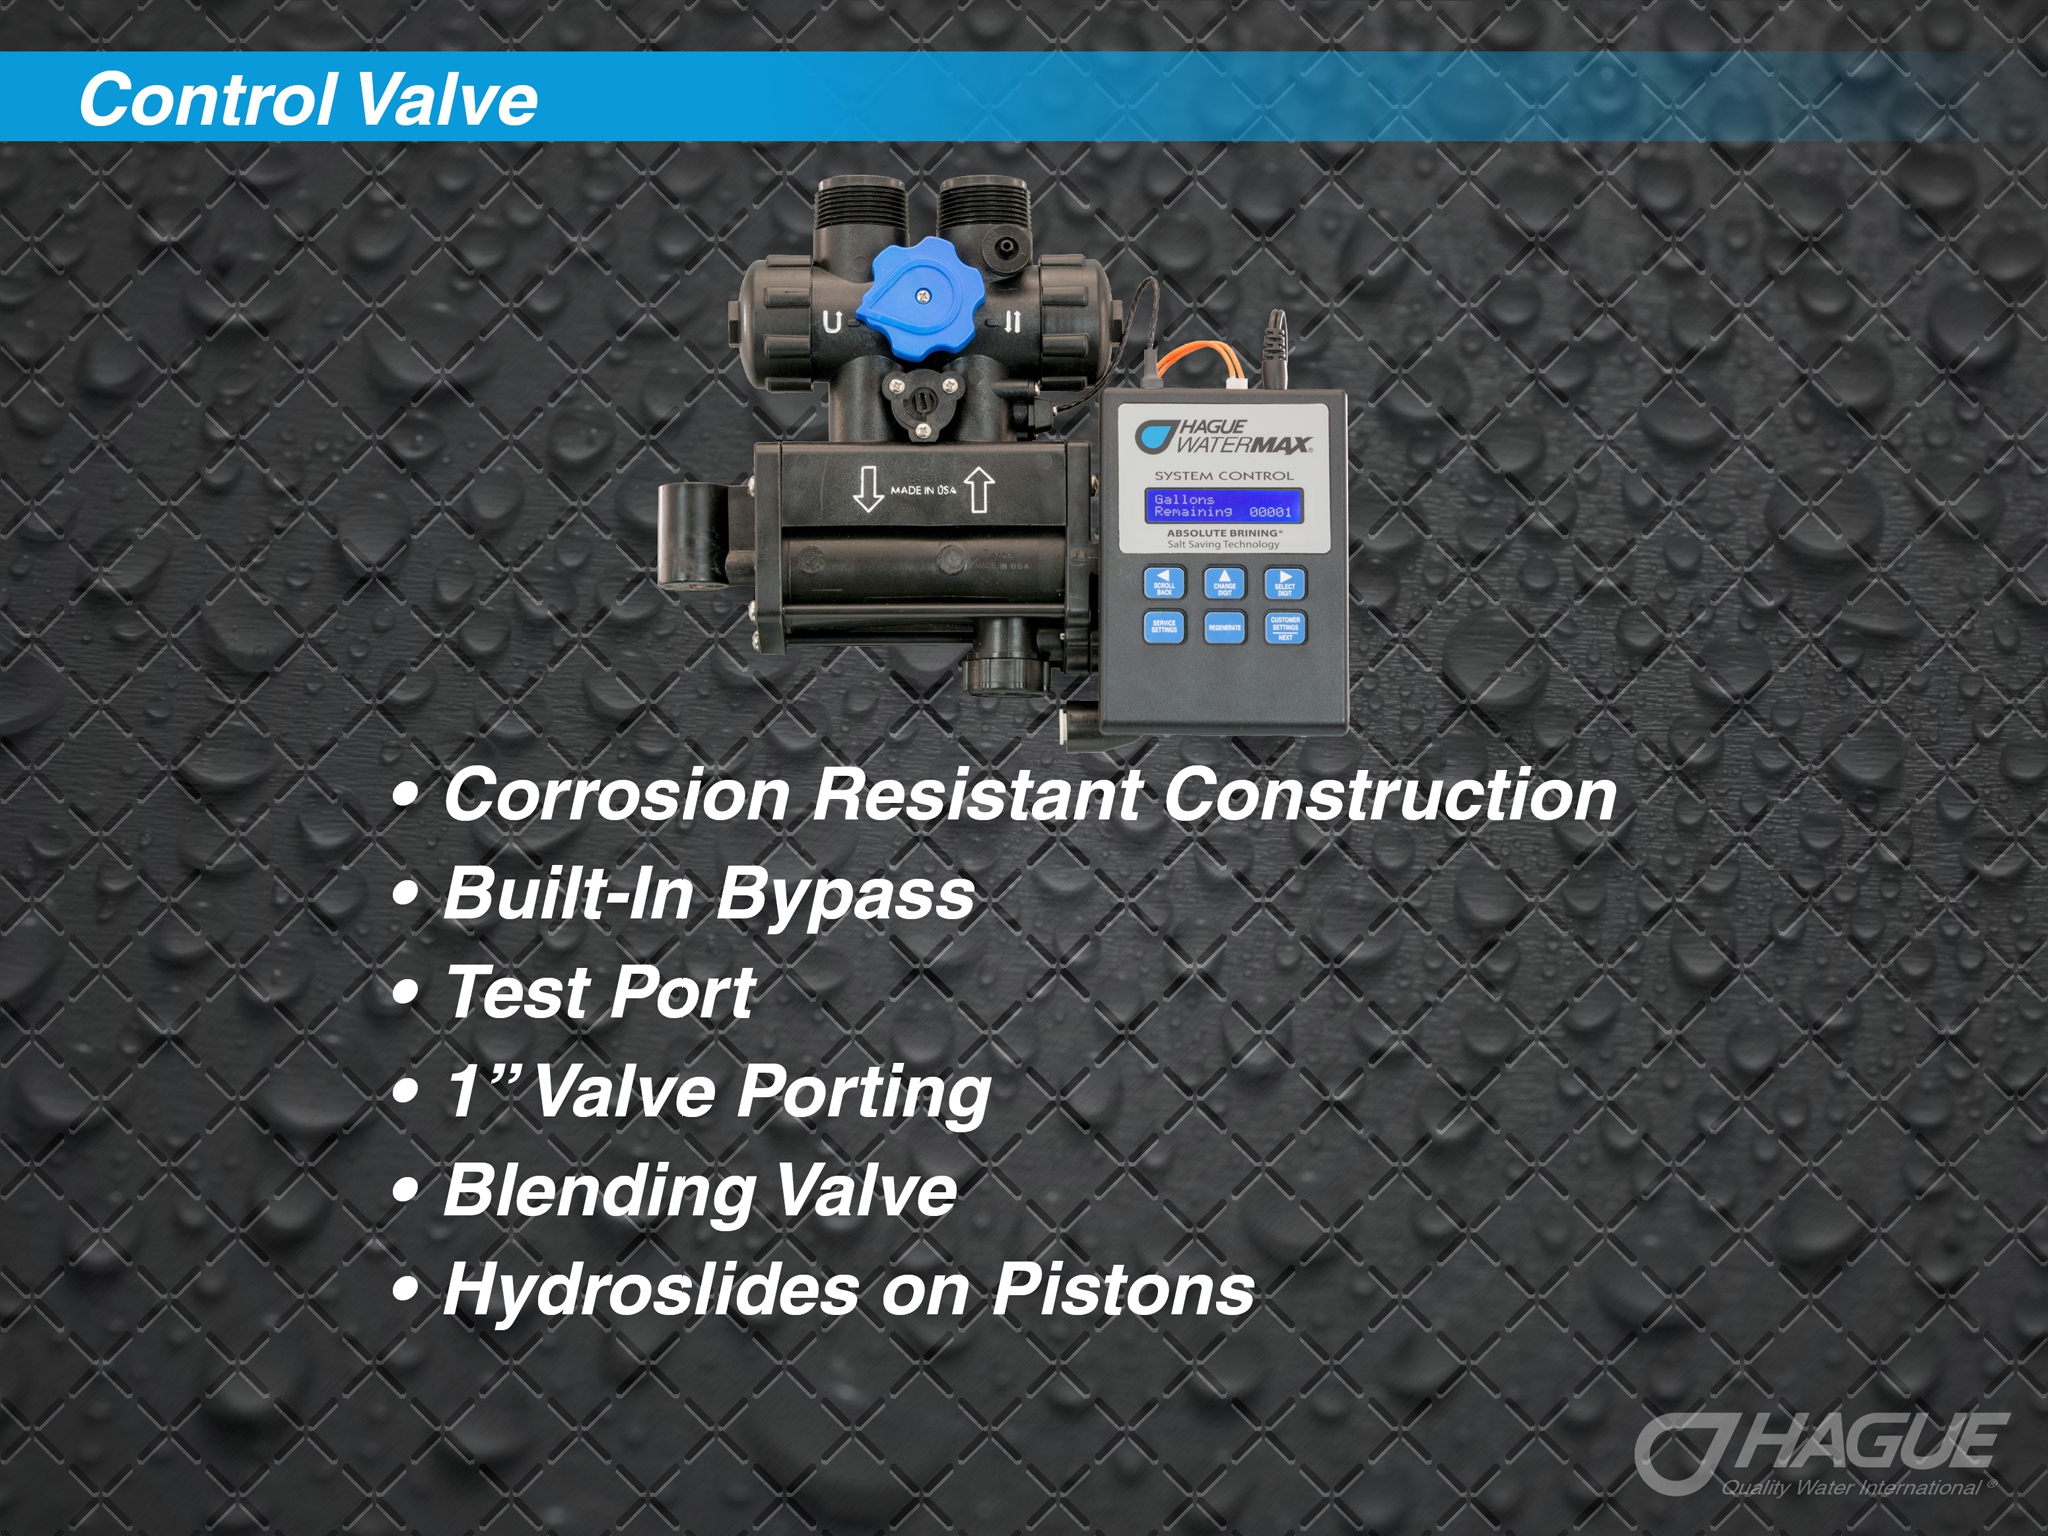 Control Valve
MADE IN USA
MADE IN USA
HAGUE
WATERMAX®
SYSTEM CONTROL
Gallons
Remaining 00001
ABSOLUTE BRINING®
Salt Saving Technology
SCROLL BACK
CHANGE DIGIT
SELECT DIGIT
SERVICE SETTINGS
REGENERATE
CUSTOMER SETTINGS
NEXT
• Corrosion Resistant Construction
• Built-In Bypass
• Test Port
• 1” Valve Porting
• Blending Valve
• Hydroslides on Pistons
HAGUE
Quality Water International®